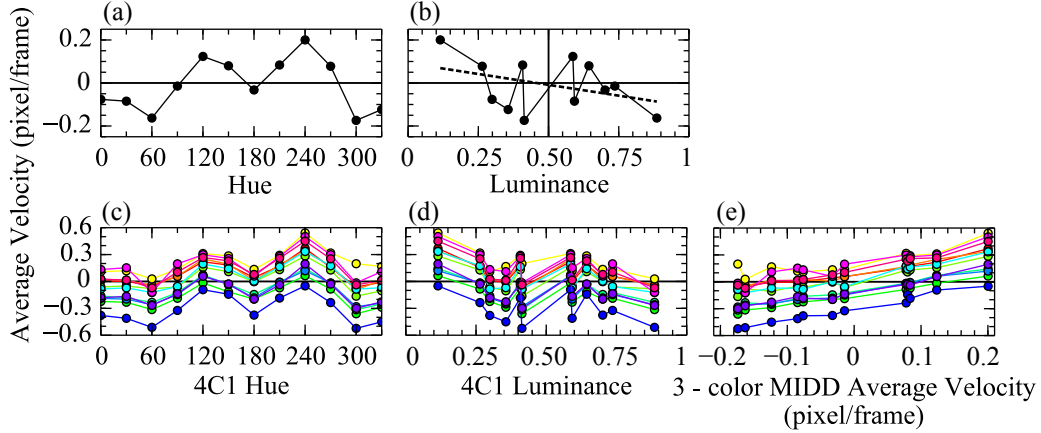 (a)
(b)
Average Velocity (pixel/frame)
0.2
0
−0.2
0 60 120 180 240 300
Hue
0 0.25 0.50 0.75 1
Luminance
(c)
(d)
(e)
0.6
0.3
0
−0.3
−0.6
0 60 120 180 240 300
4C1 Hue
0 0.25 0.50 0.75 1
4C1 Luminance
−0.2 −0.1 0 0.1 0.2
3 - color MIDD Average Velocity
(pixel/frame)